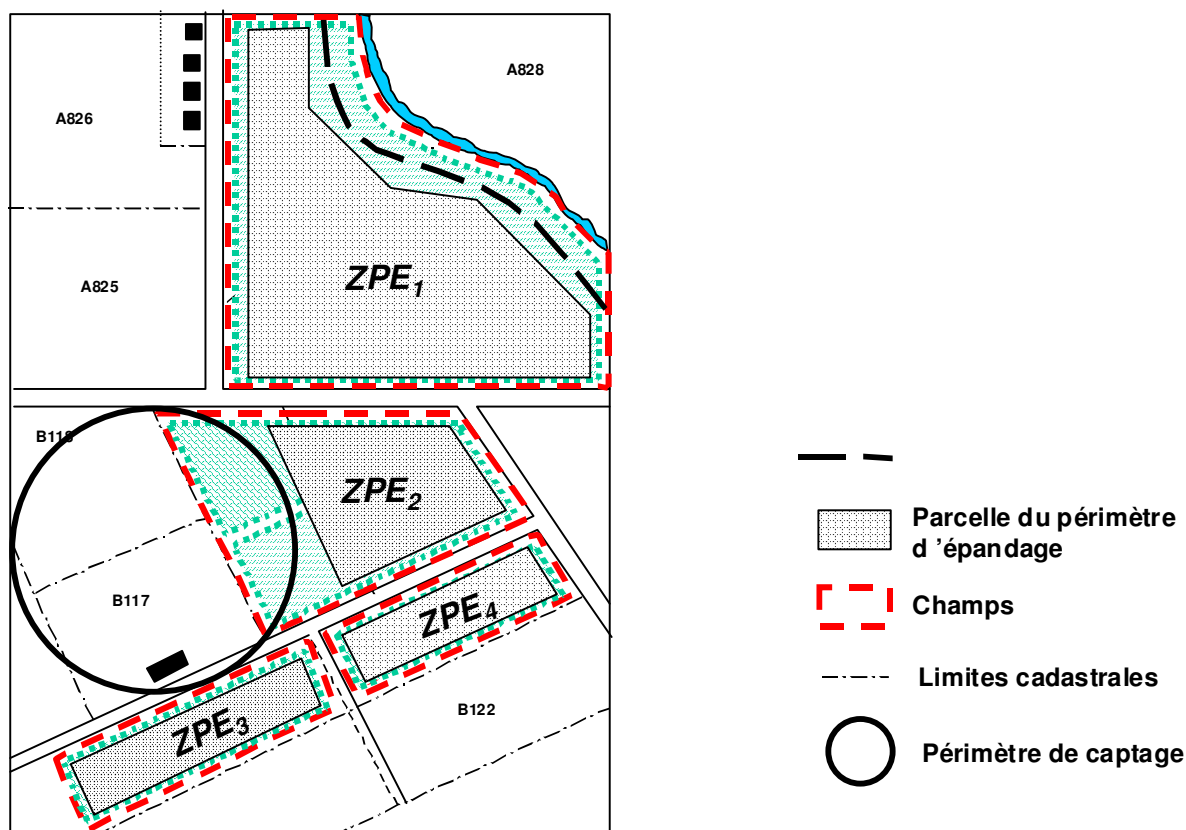 A828
A826
A825
ZPE1
B118
ZPE2
B117
ZPE4
ZPE3
B122
Parcelle du périmètre
d ’épandage
Champs
Limites cadastrales
Périmètre de captage